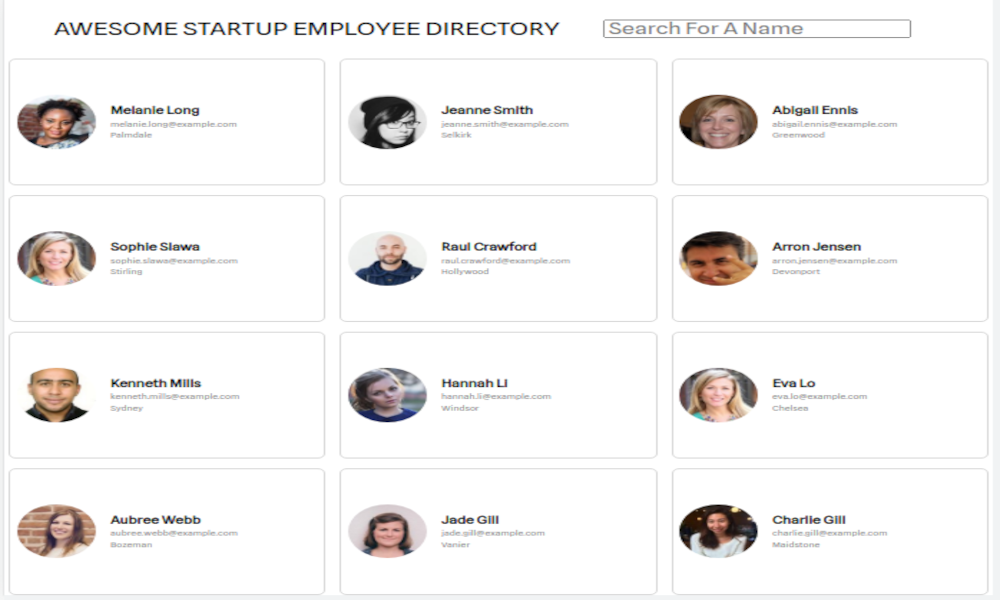 AWESOME STARTUP EMPLOYEE DIRECTORY
Search For A Name
Melanie Long
melanie.long@example.com
Palmdale
Jeanne Smith
jeanne.smith@example.com
Selkirk
Abigail Ennis
abigail.ennis@example.com
Greenwood
Sophie Slawa
sophie.slawa@example.com
Stirling
Raul Crawford
raul.crawford@example.com
Hollywood
Arron Jensen
arron.jensen@example.com
Devonport
Kenneth Mills
kenneth.mills@example.com
Sydney
Hannah Li
hannah.li@example.com
Windsor
Eva Lo
eva.lo@example.com
Chelsea
Aubree Webb
aubree.webb@example.com
Bozeman
Jade Gill
jade.gill@example.com
Vanier
Charlie Gill
charlie.gill@example.com
Maidstone